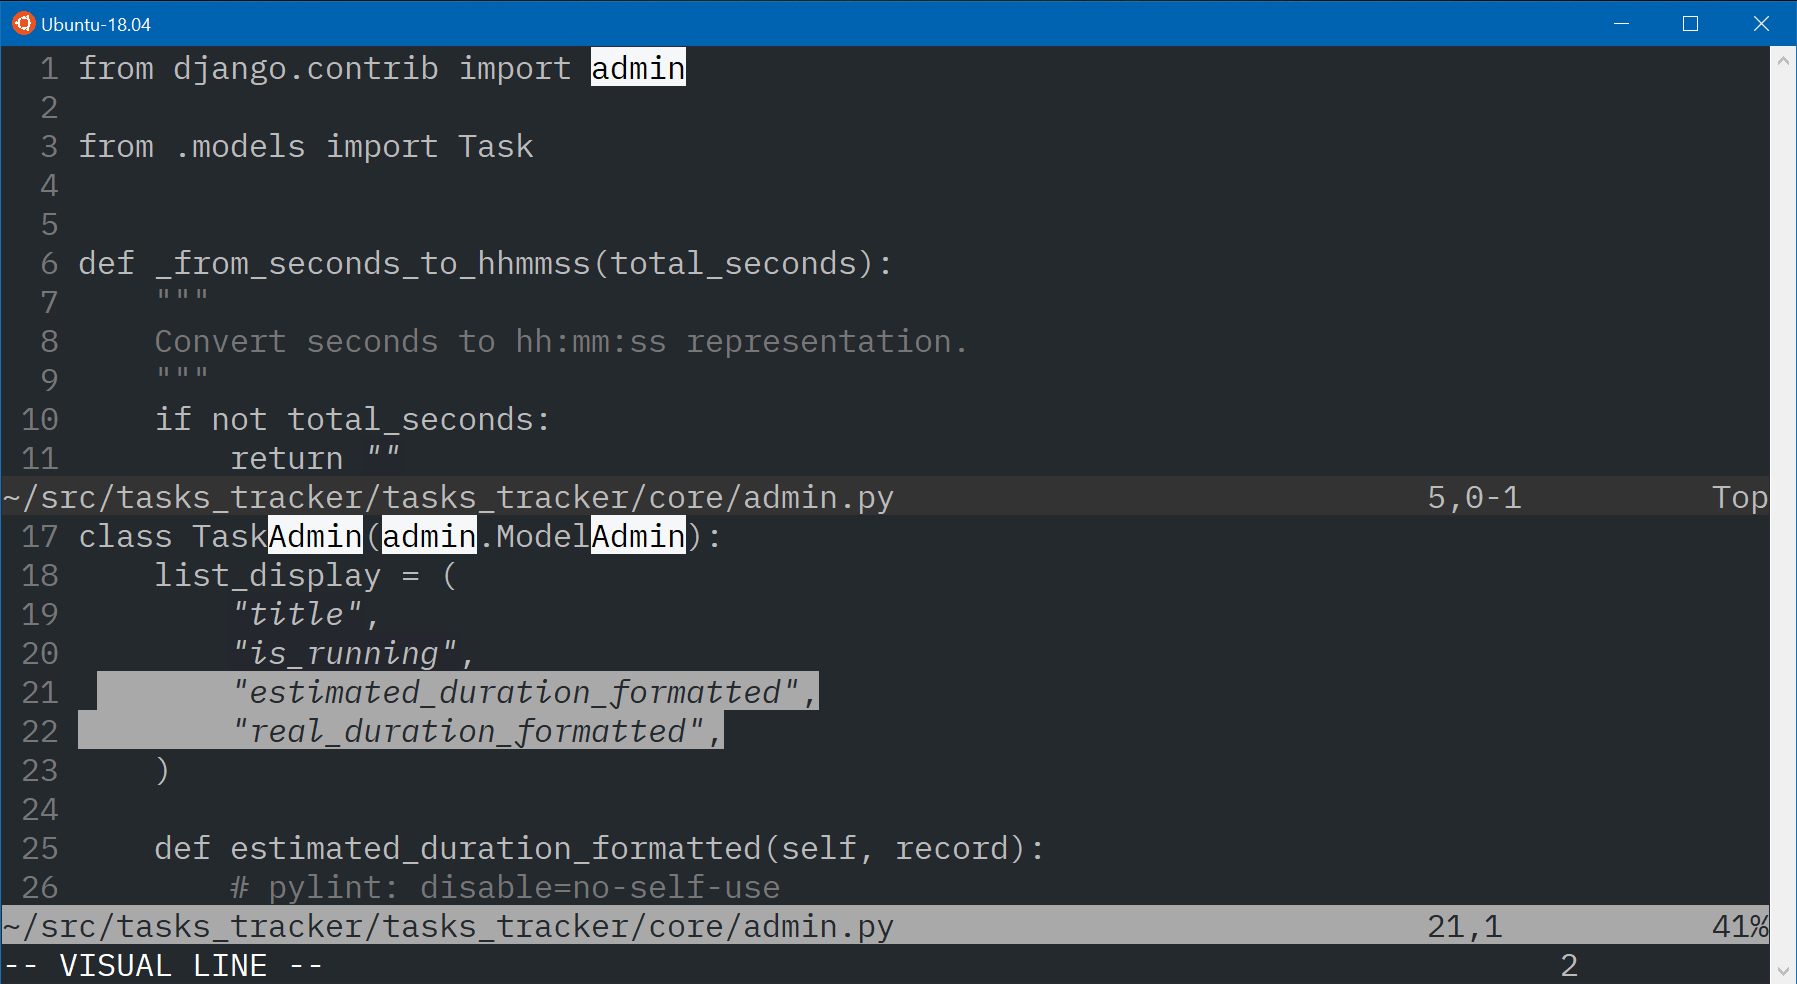 Ubuntu-18.04
1 from django.contrib import admin
2
3 from .models import Task
4
5
6 def _from_seconds_to_hhmmss(total_seconds):
7     """
8     Convert seconds to hh:mm:ss representation.
9     """
10     if not total_seconds:
11         return ""
~/src/tasks_tracker/tasks_tracker/core/admin.py 5,0-1 Top
17 class TaskAdmin(admin.ModelAdmin):
18     list_display = (
19         "title",
20         "is_running",
21         "estimated_duration_formatted",
22         "real_duration_formatted",
23     )
24
25     def estimated_duration_formatted(self, record):
26         # pylint: disable=no-self-use
~/src/tasks_tracker/tasks_tracker/core/admin.py 21,1 41%
-- VISUAL LINE -- 2